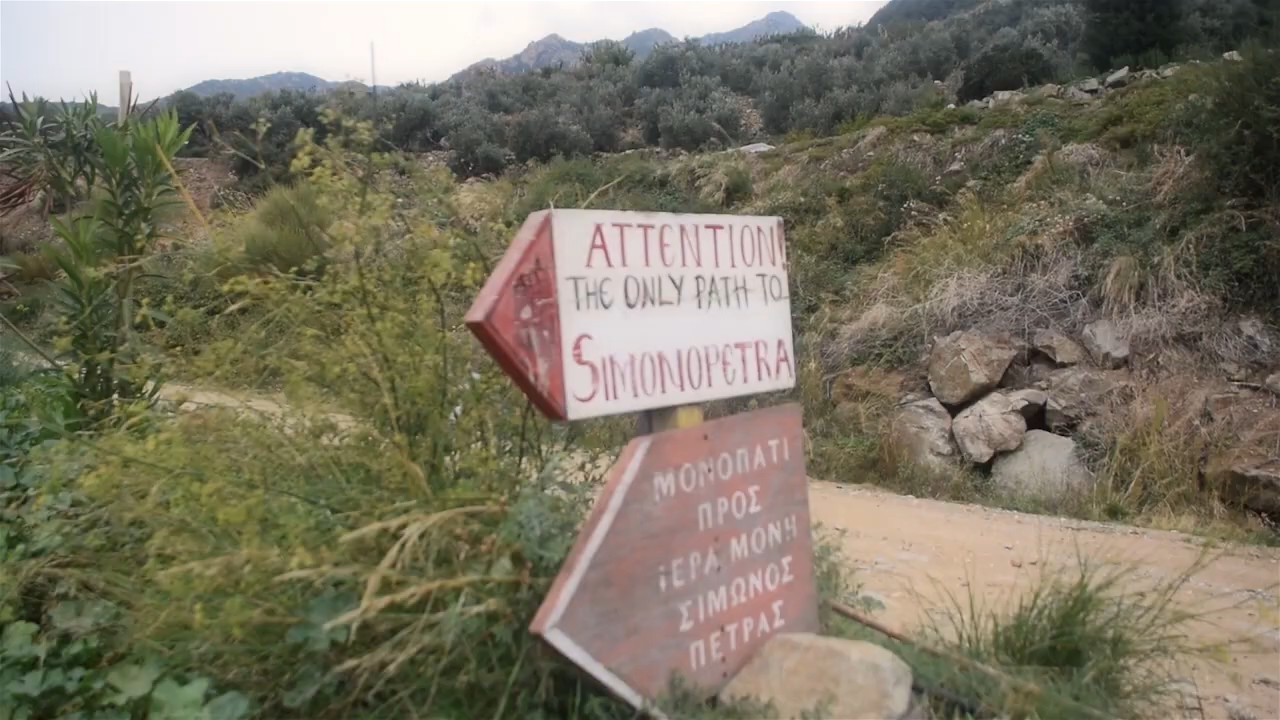 ATTENTION!
THE ONLY PATH TO
SIMONOPETRA
ΜΟΝΟΠΑΤΙ
ΠΡΟΣ
ΙΕΡΑ ΜΟΝΗ
ΣΙΜΩΝΟΣ
ΠΕΤΡΑΣ